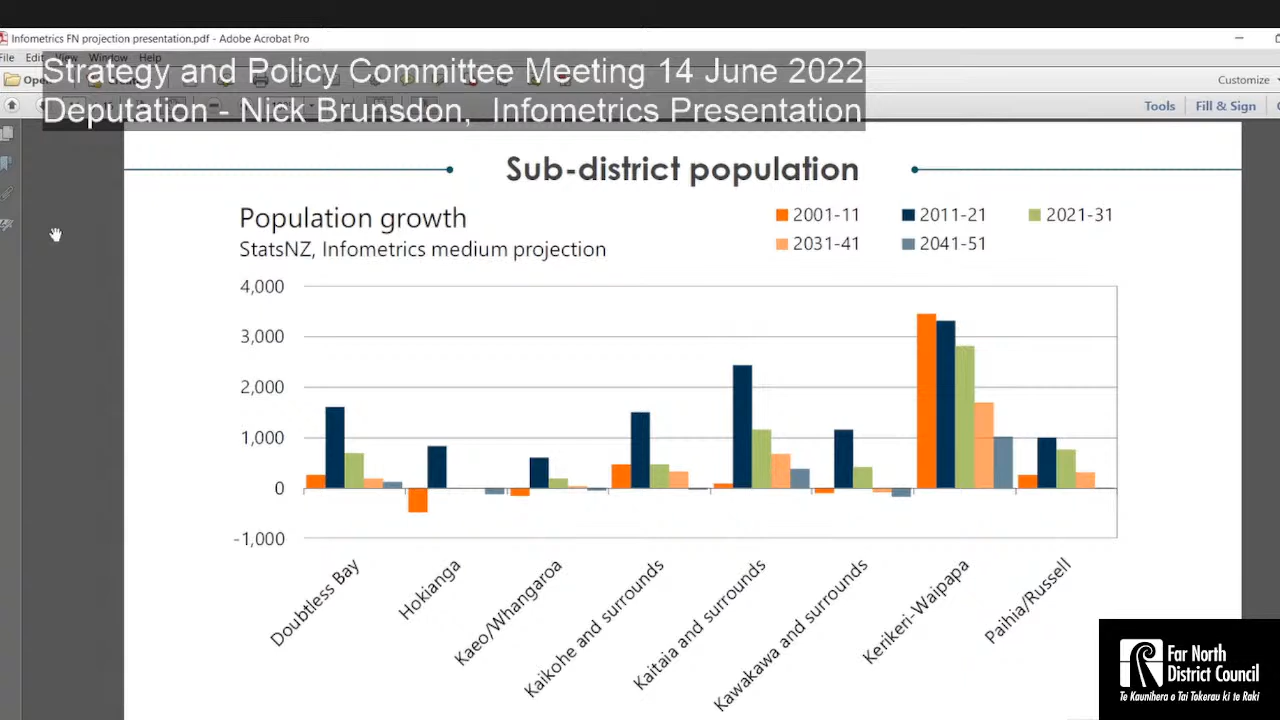 Infometrics FN projection presentation.pdf - Adobe Acrobat Pro
File Edit View Window Help
Strategy and Policy Committee Meeting 14 June 2022
Deputation - Nick Brunsdon, Infometrics Presentation
Customize
Tools Fill & Sign
Sub-district population
Population growth
StatsNZ, Infometrics medium projection
2001-11 2011-21 2021-31
2031-41 2041-51
4,000
3,000
2,000
1,000
0
-1,000
Doubtless Bay
Hokianga
Kaeo/Whangaroa
Kaikohe and surrounds
Kaitaia and surrounds
Kawakawa and surrounds
Kerikeri-Waipapa
Paihia/Russell
Far North
District Council
Te Kaunihera o Tai Tokerau ki te Raki